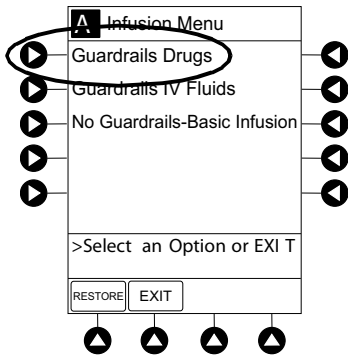 A Infusion Menu
Guardrails Drugs
Guardrails IV Fluids
No Guardrails-Basic Infusion
>Select an Option or EXI T
RESTORE EXIT